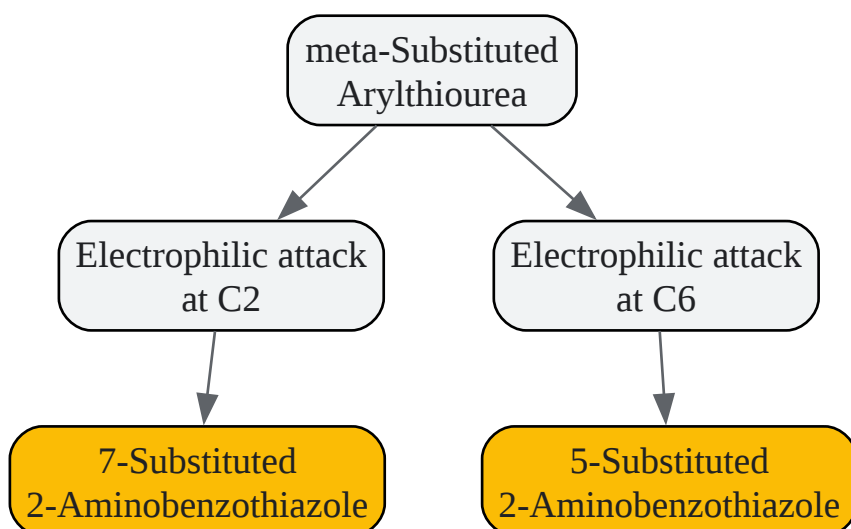 meta-Substituted
Arylthiourea
Electrophilic attack
at C2
Electrophilic attack
at C6
7-Substituted
2-Aminobenzothiazole
5-Substituted
2-Aminobenzothiazole